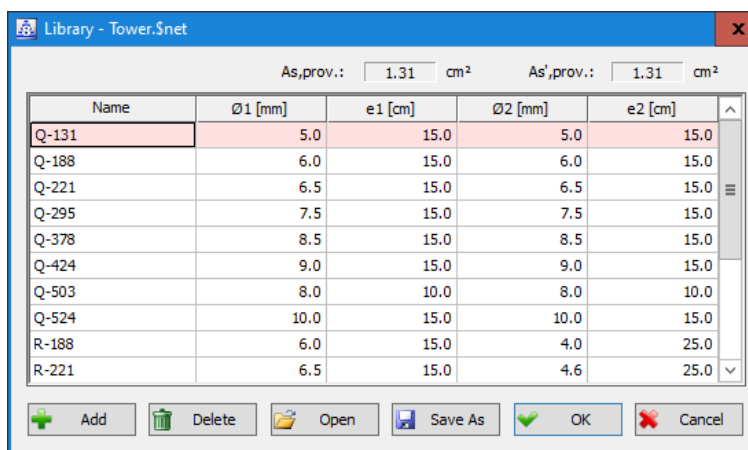 Library - Tower.$net
As,prov.: 1.31 cm² As',prov.: 1.31 cm²
Name Ø1 [mm] e1 [cm] Ø2 [mm] e2 [cm]
Q-131 5.0 15.0 5.0 15.0
Q-188 6.0 15.0 6.0 15.0
Q-221 6.5 15.0 6.5 15.0
Q-295 7.5 15.0 7.5 15.0
Q-378 8.5 15.0 8.5 15.0
Q-424 9.0 15.0 9.0 15.0
Q-503 8.0 10.0 8.0 10.0
Q-524 10.0 15.0 10.0 15.0
R-188 6.0 15.0 4.0 25.0
R-221 6.5 15.0 4.6 25.0
Add Delete Open Save As OK Cancel